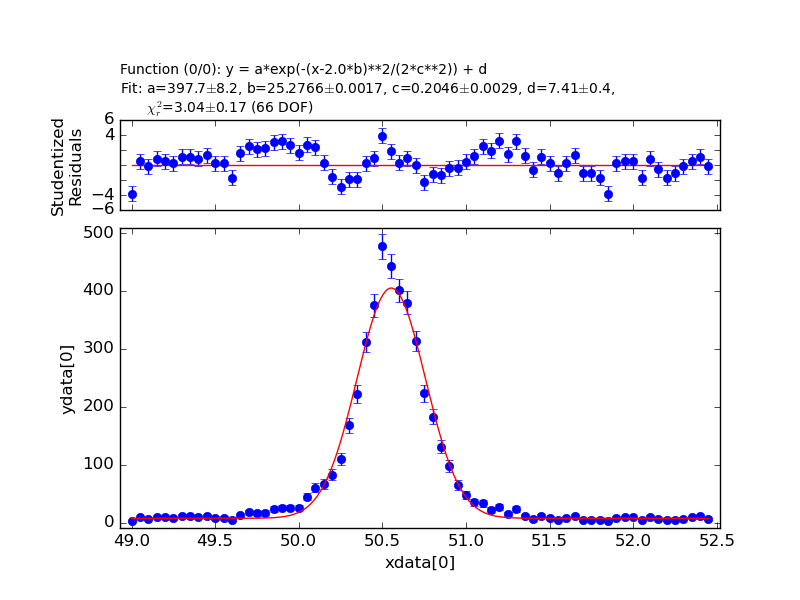 Function (0/0): y = a*exp(-(x-2.0*b)**2/(2*c**2)) + d
Fit: a=397.7±8.2, b=25.2766±0.0017, c=0.2046±0.0029, d=7.41±0.4,
χ²ᵣ=3.04±0.17 (66 DOF)
Studentized
Residuals
6
4
−4
−6
ydata[0]
500
400
300
200
100
0
49.0 49.5 50.0 50.5 51.0 51.5 52.0 52.5
xdata[0]